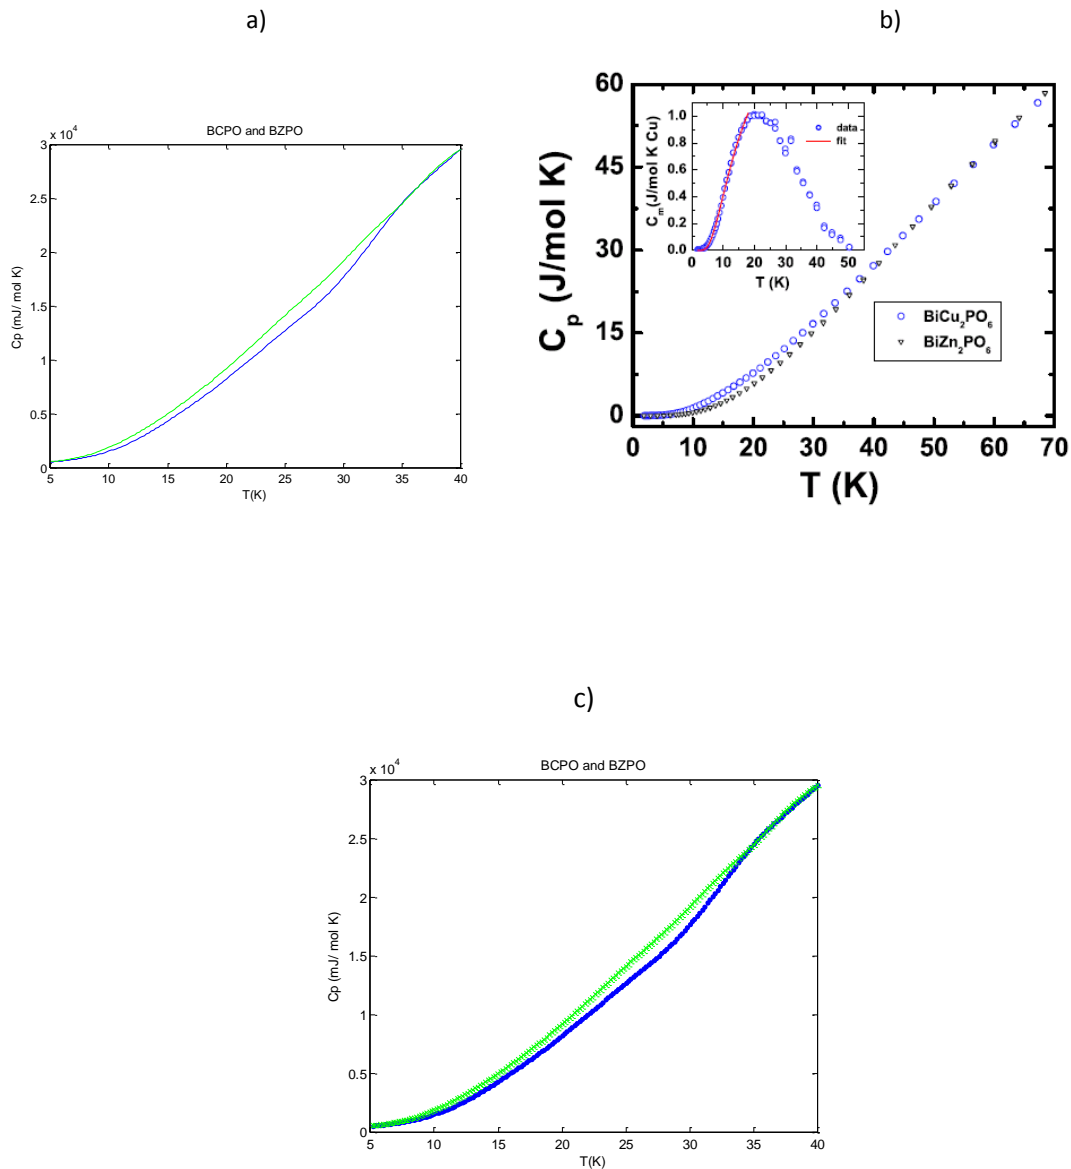 a)
BCPO and BZPO
x 10^4
3
2.5
2
1.5
1
0.5
0
5 10 15 20 25 30 35 40
Cp (mJ/ mol K)
T(K)
b)
60
45
30
15
0
0 10 20 30 40 50 60 70
C_p (J/mol K)
T (K)
1.0
0.8
0.6
0.4
0.2
0.0
0 10 20 30 40 50
C_m(J/mol K Cu)
T (K)
data
fit
BiCu₂PO₆
BiZn₂PO₆
c)
BCPO and BZPO
x 10^4
3
2.5
2
1.5
1
0.5
0
5 10 15 20 25 30 35 40
Cp (mJ/ mol K)
T(K)